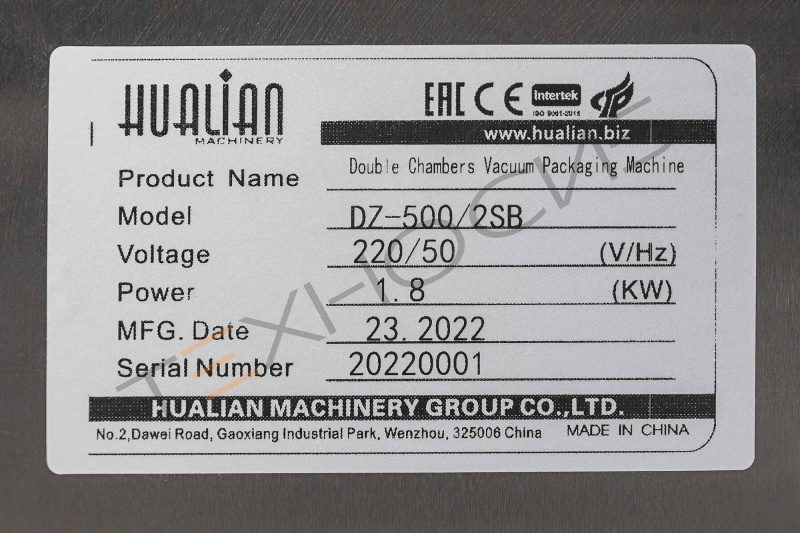 HUALIAN
MACHINERY
EAC CE Intertek
ISO 9001-2015
www.hualian.biz
Product Name Double Chambers Vacuum Packaging Machine
Model DZ-500/2SB
Voltage 220/50 (V/Hz)
Power 1.8 (KW)
MFG. Date 23.2022
Serial Number 20220001
HUALIAN MACHINERY GROUP CO.,LTD.
No.2,Dawei Road, Gaoxiang Industrial Park, Wenzhou, 325006 China MADE IN CHINA
ТЕХНОСИБ